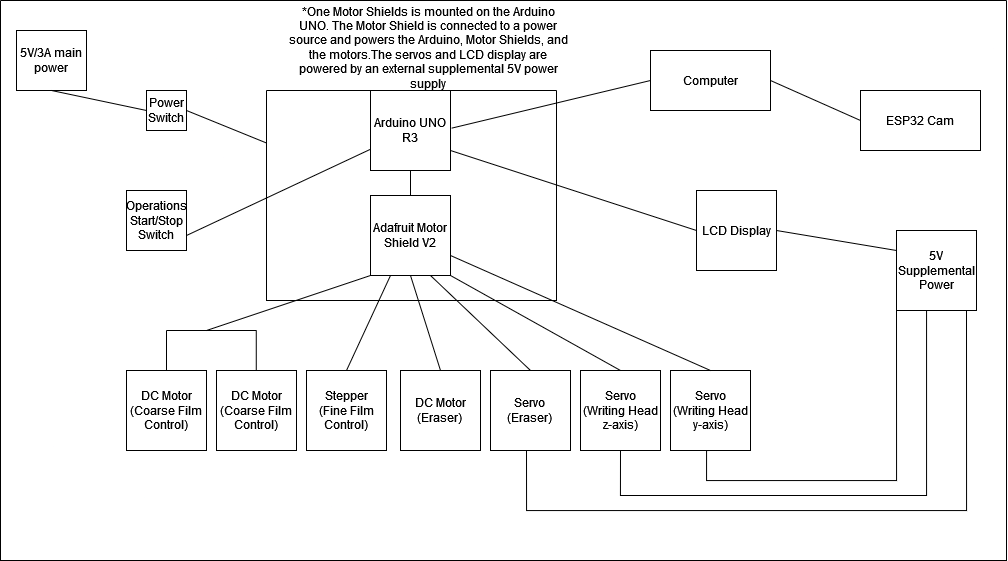 *One Motor Shields is mounted on the Arduino
UNO. The Motor Shield is connected to a power
source and powers the Arduino, Motor Shields, and
the motors.The servos and LCD display are
powered by an external supplemental 5V power
supply
5V/3A main
power
Power
Switch
Arduino UNO
R3
Computer
ESP32 Cam
Operations
Start/Stop
Switch
Adafruit Motor
Shield V2
LCD Display
5V
Supplemental
Power
DC Motor
(Coarse Film
Control)
DC Motor
(Coarse Film
Control)
Stepper
(Fine Film
Control)
DC Motor
(Eraser)
Servo
(Eraser)
Servo
(Writing Head
z-axis)
Servo
(Writing Head
y-axis)